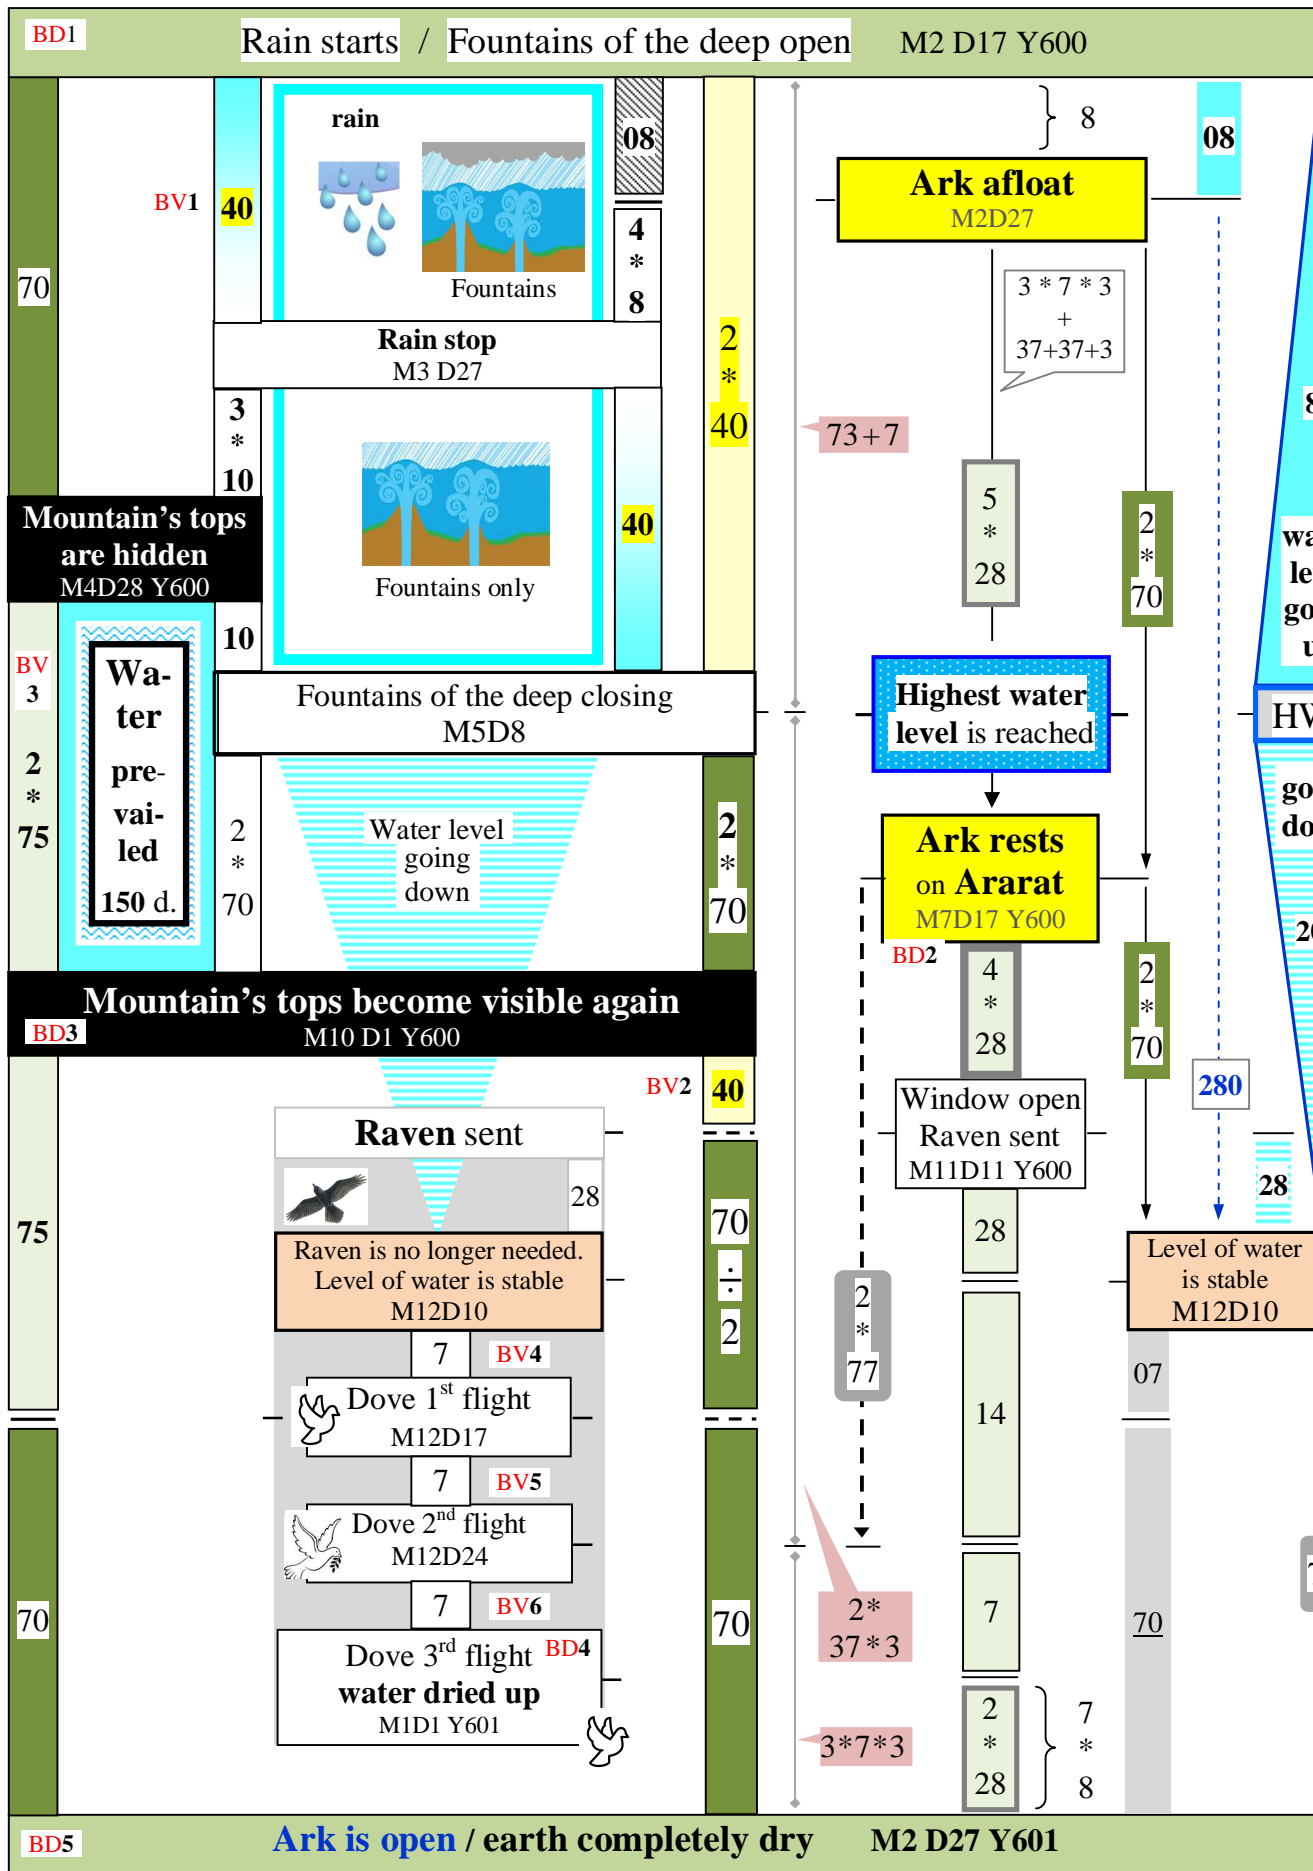 BD1
Rain starts / Fountains of the deep open M2 D17 Y600
70
BV1
40
rain
Fountains
08
4
*
8
2
*
40
8
08
Ark afloat
M2D27
3 * 7 * 3
+
37+37+3
Rain stop
M3 D27
3
*
10
Fountains only
40
73+7
5
*
28
2
*
70
Mountain's tops
are hidden
M4D28 Y600
10
BV
3
2
*
75
Wa-
ter
pre-
vai-
led
150 d.
Fountains of the deep closing
M5D8
Highest water
level is reached
2
*
70
Water level
going
down
2
*
70
Ark rests
on Ararat
M7D17 Y600
BD2
4
*
28
2
*
70
280
Mountain's tops become visible again
M10 D1 Y600
BD3
BV2
40
Raven sent
28
Window open
Raven sent
M11D11 Y600
28
28
75
70
÷
2
Raven is no longer needed.
Level of water is stable
M12D10
Level of water
is stable
M12D10
2
*
77
7
BV4
Dove 1st flight
M12D17
14
07
7
BV5
Dove 2nd flight
M12D24
7
BV6
70
70
2*
37*3
7
70
Dove 3rd flight
BD4
water dried up
M1D1 Y601
3*7*3
2
*
28
7
*
8
BD5
Ark is open / earth completely dry M2 D27 Y601